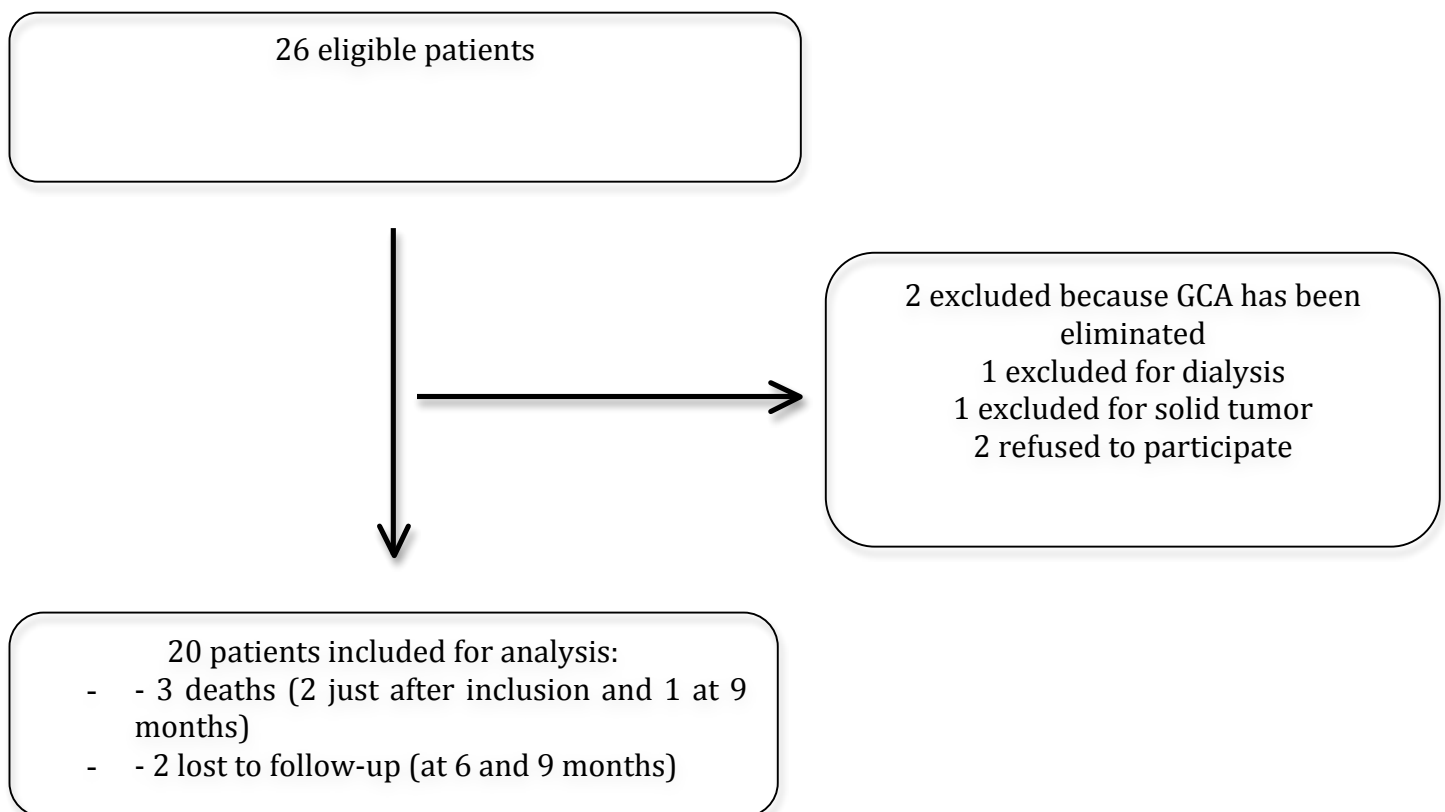 26 eligible patients
2 excluded because GCA has been
eliminated
1 excluded for dialysis
1 excluded for solid tumor
2 refused to participate
20 patients included for analysis:
- - 3 deaths (2 just after inclusion and 1 at 9
months)
- - 2 lost to follow-up (at 6 and 9 months)